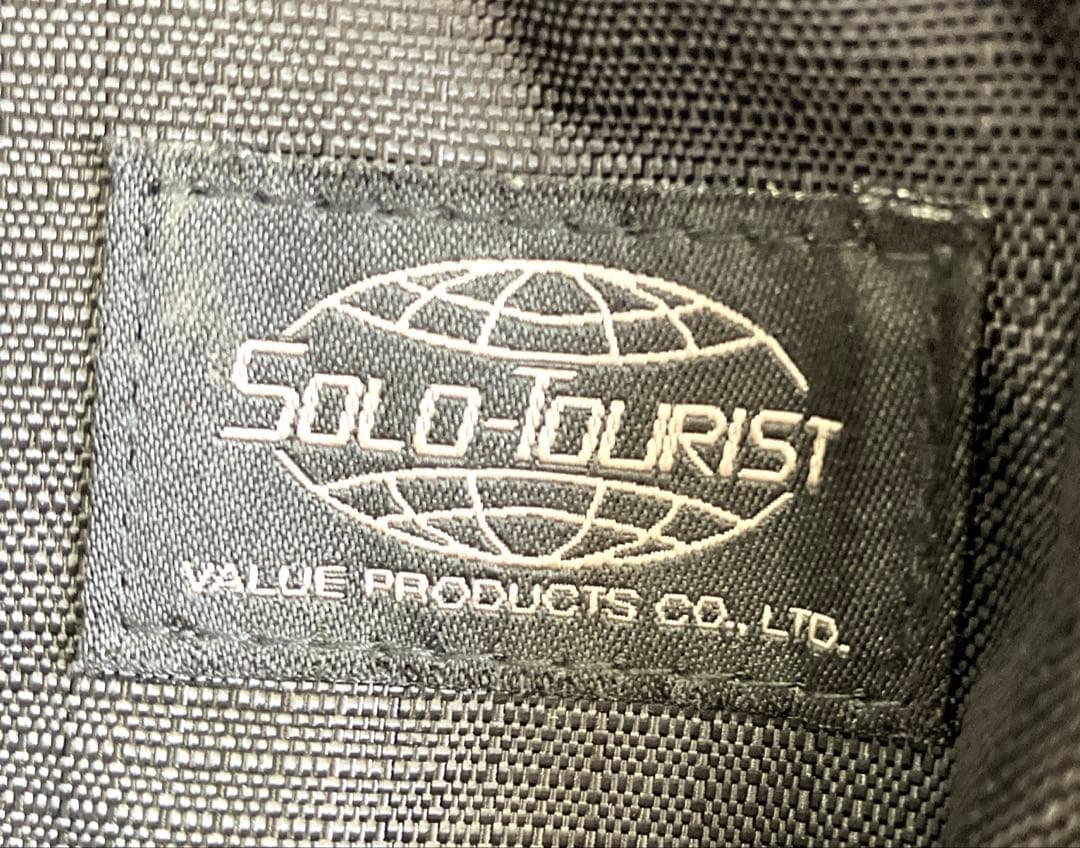 SOLO-TOURIST
VALUE PRODUCTS CO., LTD.